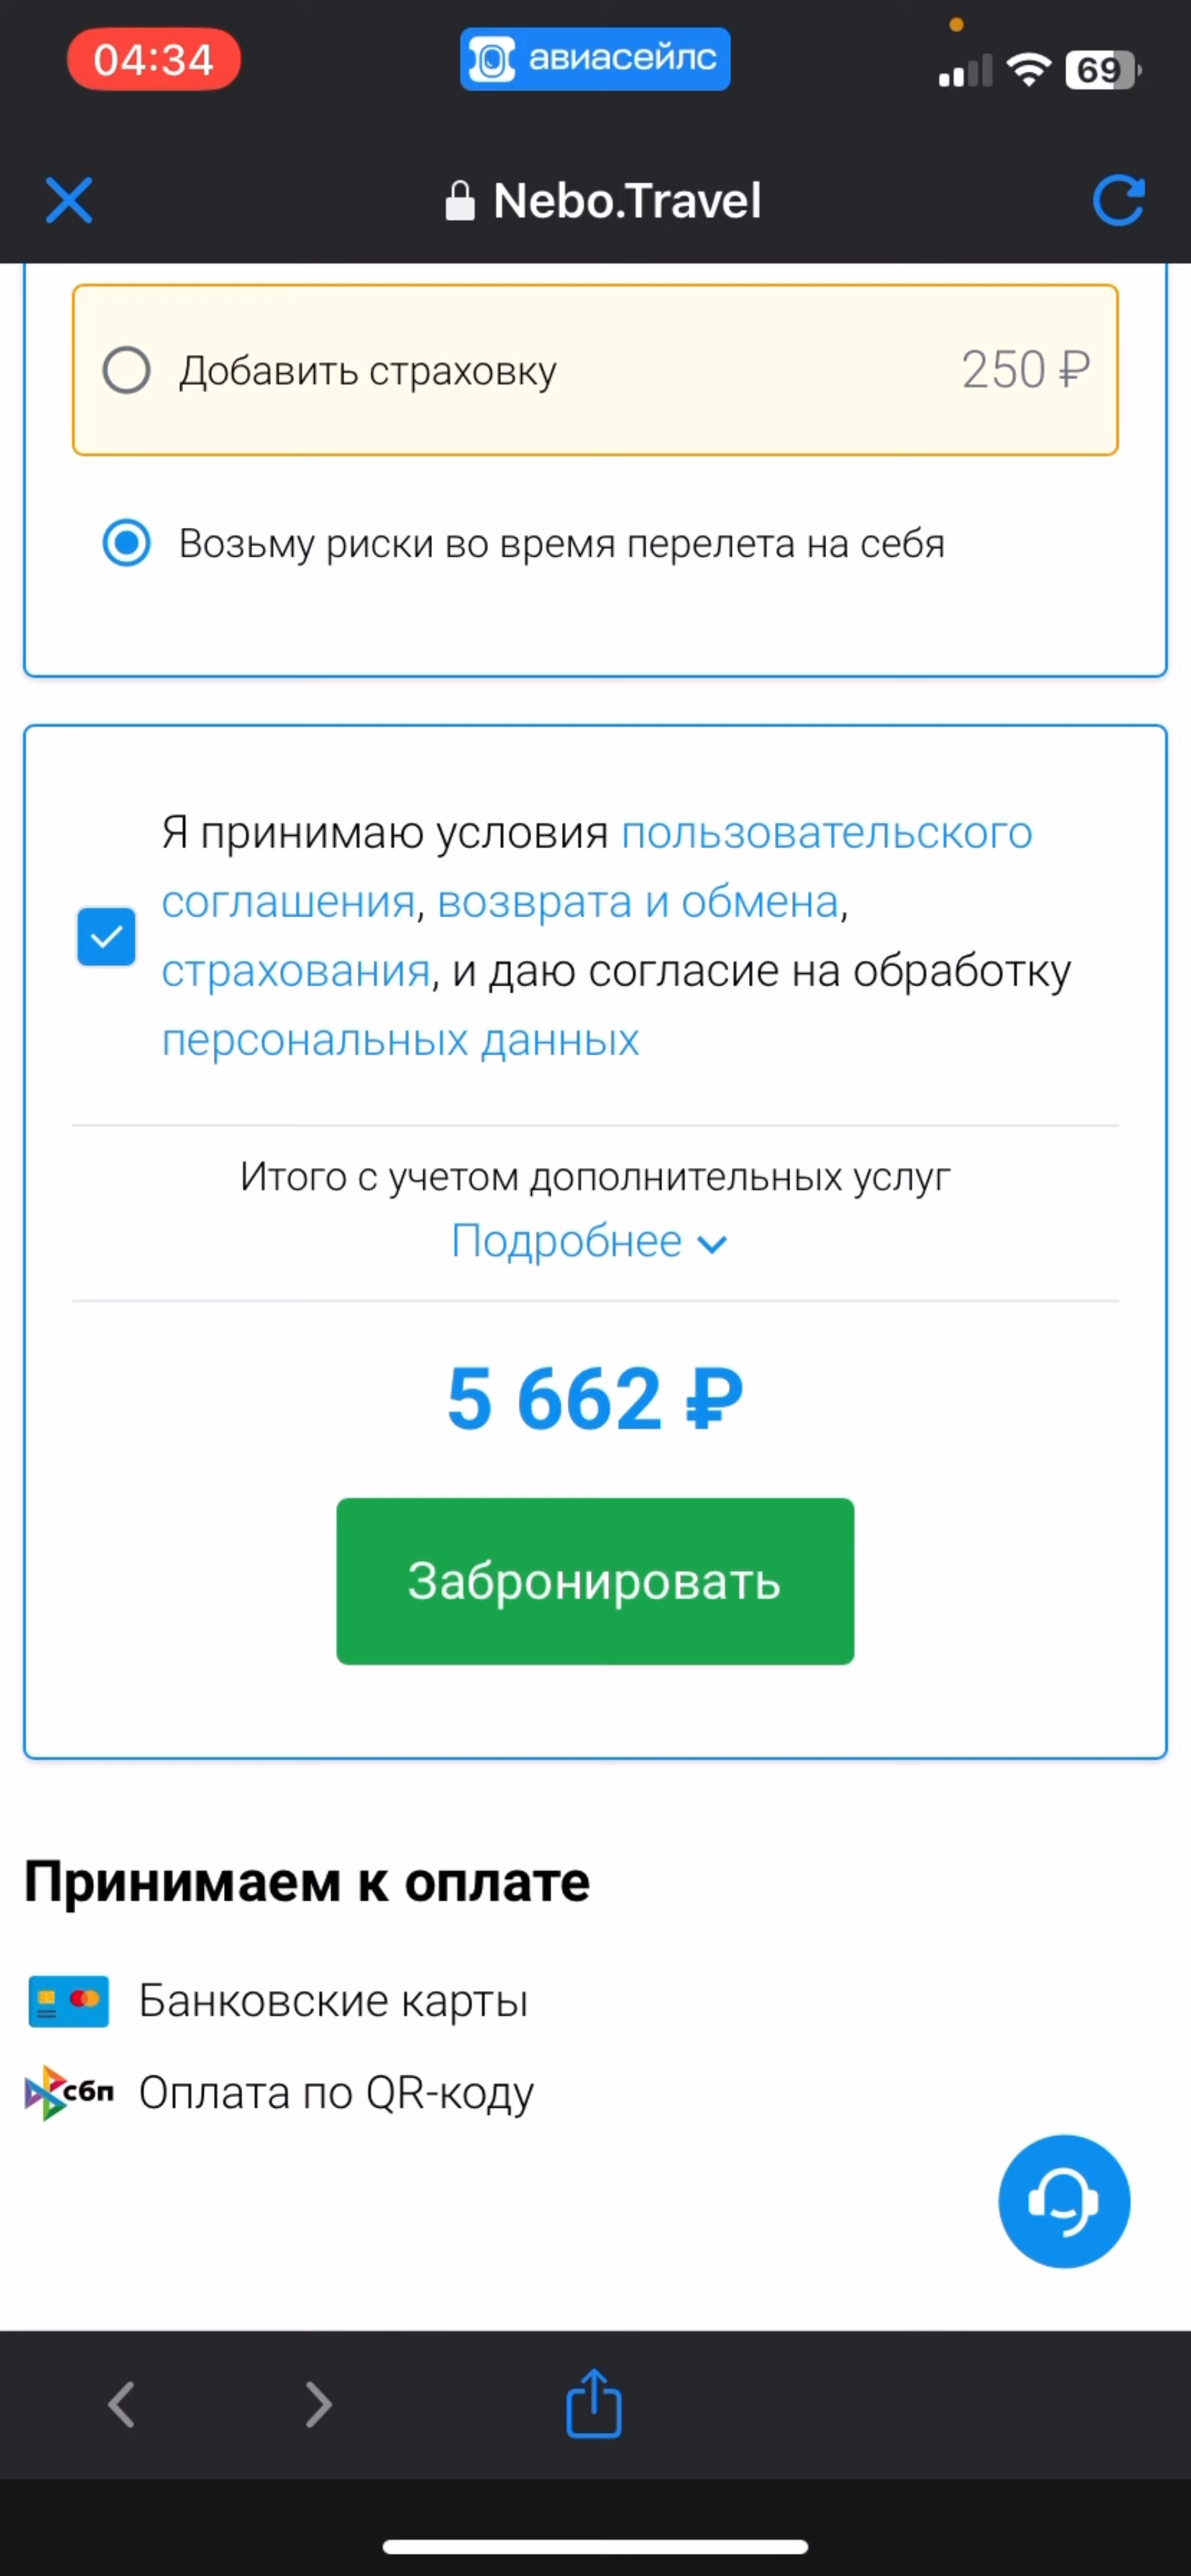 04:34
авиасейлс
69
Nebo.Travel
Добавить страховку 250 ₽
Возьму риски во время перелета на себя
Я принимаю условия пользовательского
соглашения, возврата и обмена,
страхования, и даю согласие на обработку
персональных данных
Итого с учетом дополнительных услуг
Подробнее
5 662 ₽
Забронировать
Принимаем к оплате
Банковские карты
сбп Оплата по QR-коду